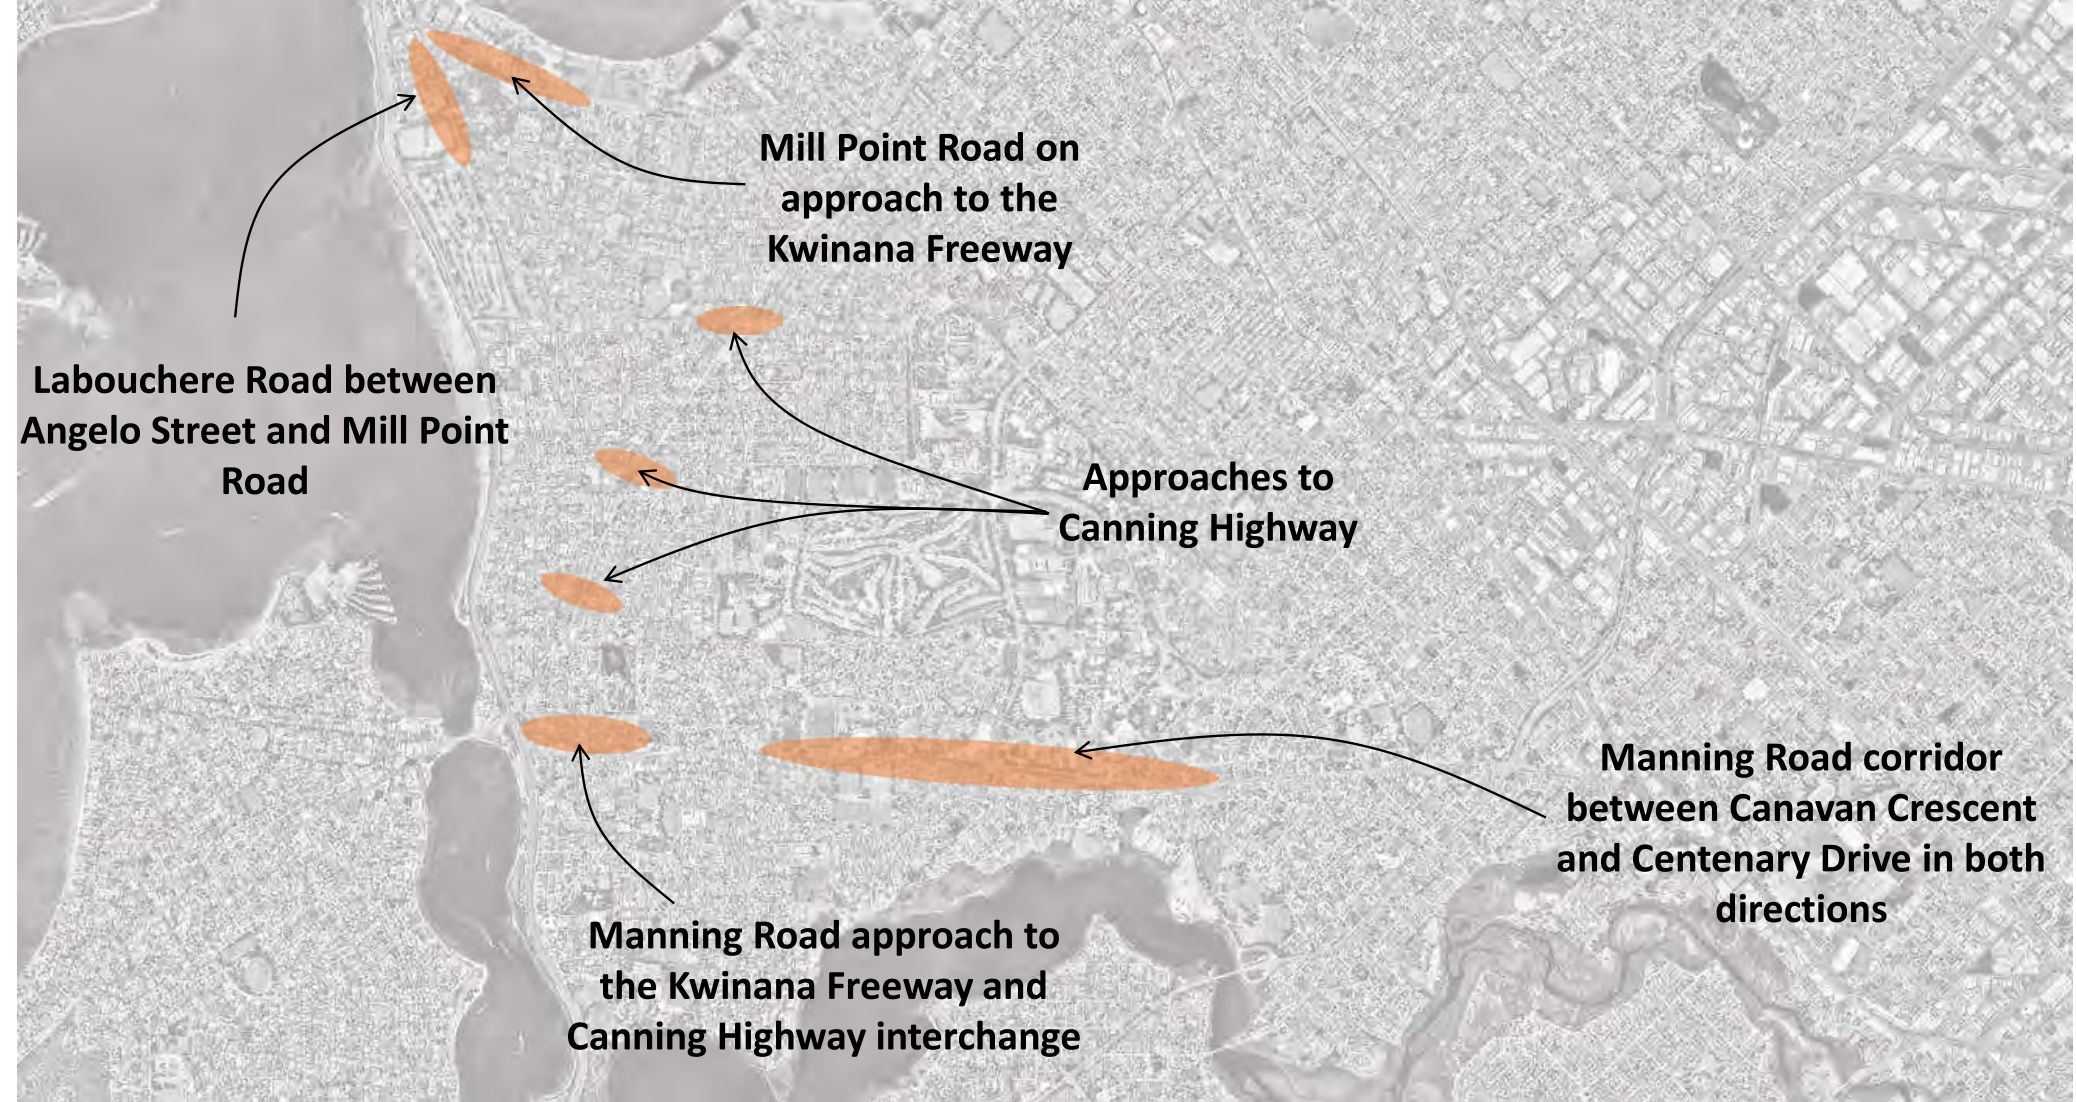 Mill Point Road on
approach to the
Kwinana Freeway
Labouchere Road between
Angelo Street and Mill Point
Road
Approaches to
Canning Highway
Manning Road corridor
between Canavan Crescent
and Centenary Drive in both
directions
Manning Road approach to
the Kwinana Freeway and
Canning Highway interchange